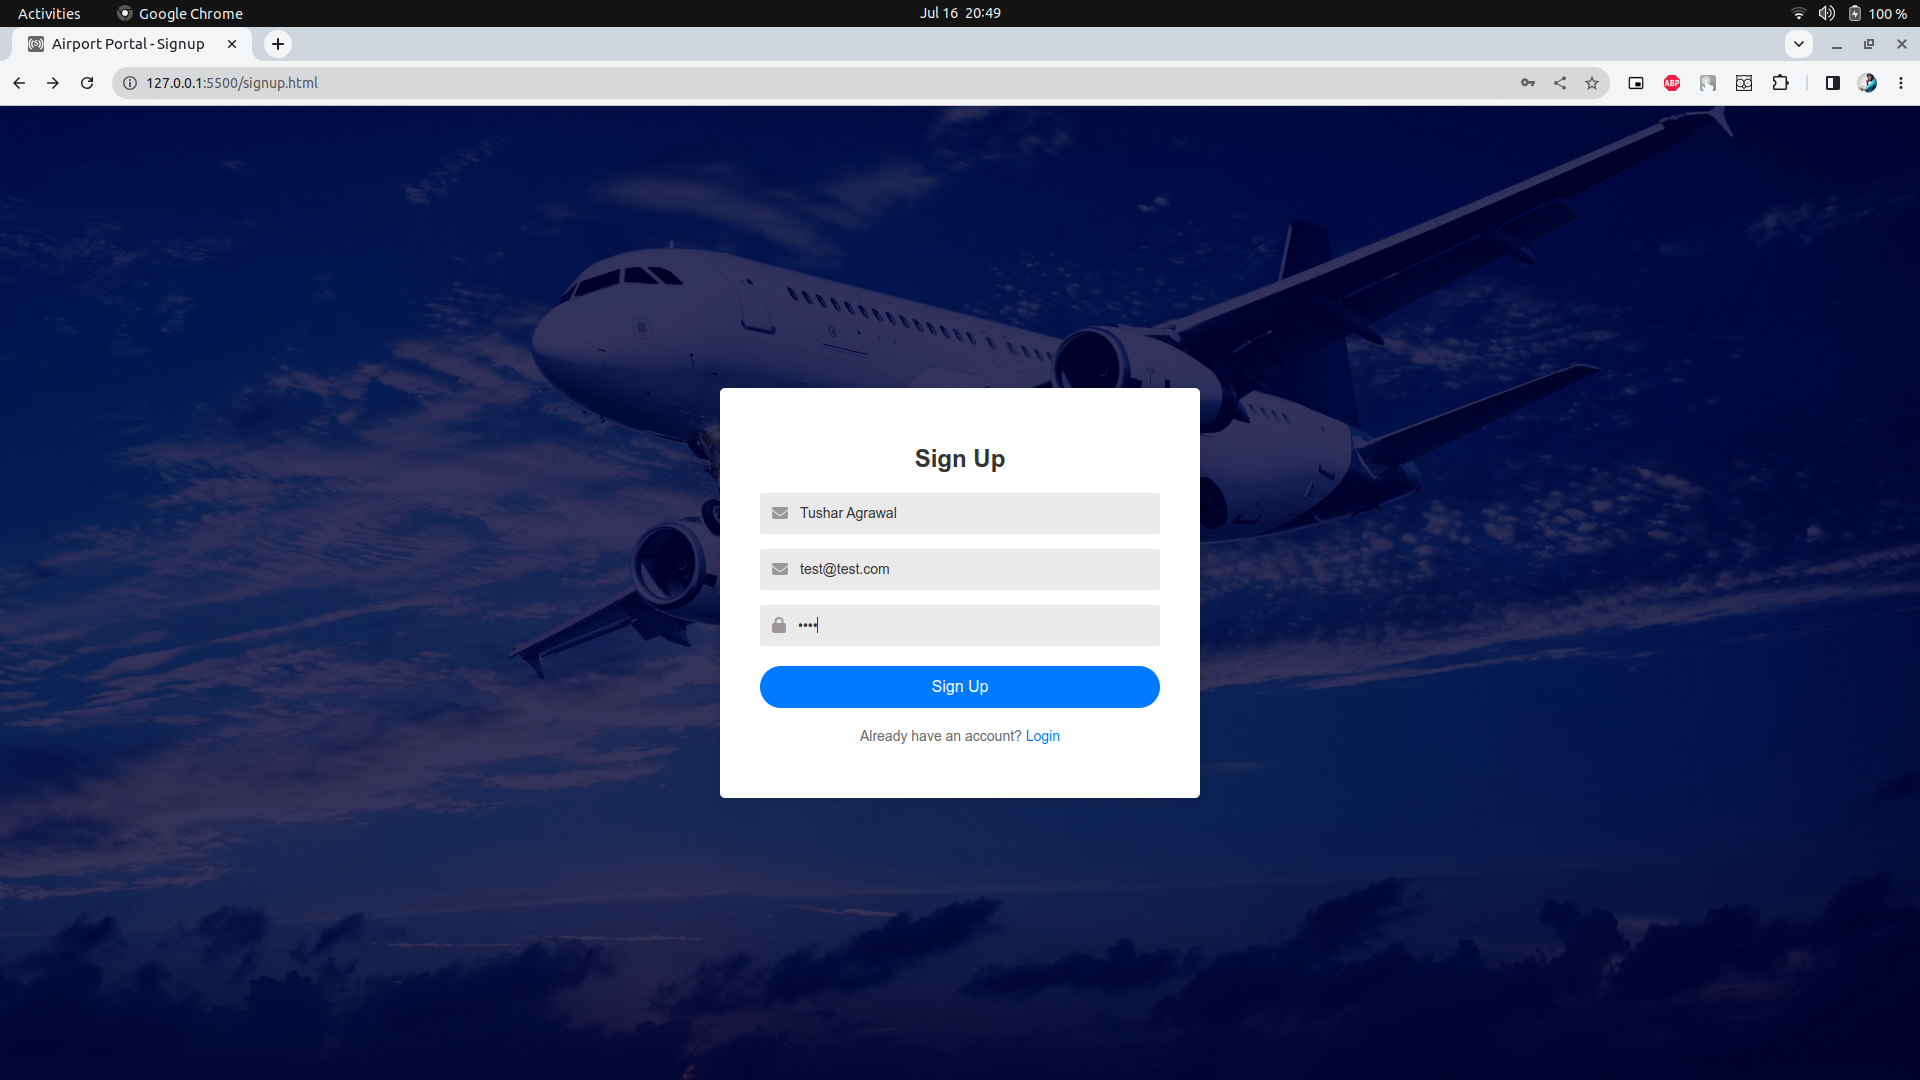 Activities
Google Chrome
Jul 16 20:49
100 %
Airport Portal - Signup
127.0.0.1:5500/signup.html
ABP
Sign Up
Tushar Agrawal
test@test.com
••••
Sign Up
Already have an account? Login